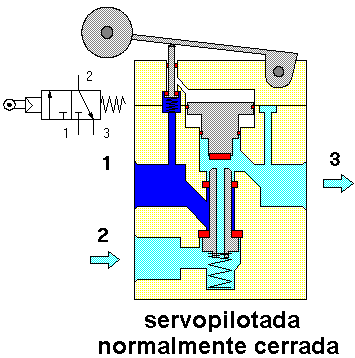 2
1 3
1
3
2
servopilotada
normalmente cerrada